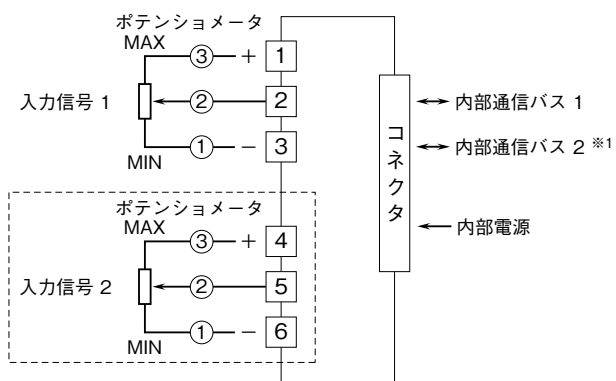 ポテンショメータ
MAX
③ +
1
入力信号 1
②
2
①
−
3
MIN
ポテンショメータ
MAX
③ +
4
入力信号 2
②
5
① −
6
MIN
コネクタ
内部通信バス 1
内部通信バス 2 ※1
内部電源